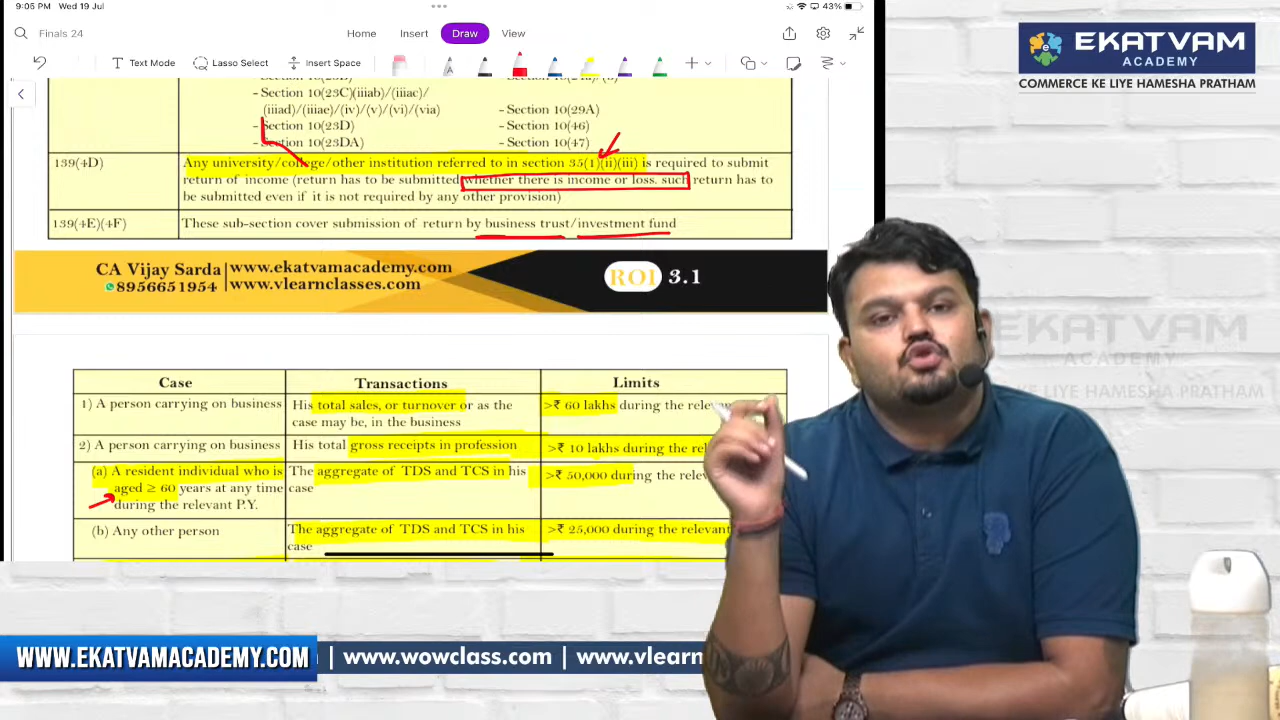 9:05 PM Wed 19 Jul
43%
Finals 24
Home Insert Draw View
Text Mode Lasso Select Insert Space
- Section 10(23C)(iiiab)/(iiiac)/
(iiiad)/(iiiae)/(iv)/(v)/(vi)/(via) - Section 10(29A)
- Section 10(23D) - Section 10(46)
- Section 10(23DA) - Section 10(47)
139(4D) Any university/college/other institution referred to in section 35(1)(ii)(iii) is required to submit
return of income (return has to be submitted whether there is income or loss. such return has to
be submitted even if it is not required by any other provision)
139(4E)(4F) These sub-section cover submission of return by business trust/investment fund
CA Vijay Sarda www.ekatvamacademy.com ROI 3.1
8956651954 www.vlearnclasses.com
Case Transactions Limits
1) A person carrying on business His total sales, or turnover or as the >₹ 60 lakhs during the
case may be, in the business
2) A person carrying on business His total gross receipts in profession >₹ 10 lakhs during the
(a) A resident individual who is The aggregate of TDS and TCS in his >₹ 50,000 during the
aged ≥ 60 years at any time case
during the relevant P.Y.
(b) Any other person The aggregate of TDS and TCS in his >₹ 25,000 during the relevant
case
EKATVAM
ACADEMY
COMMERCE KE LIYE HAMESHA PRATHAM
EKATVAM
ACADEMY
KE LIYE HAMESHA PRATHAM
WWW.EKATVAMACADEMY.COM | www.wowclass.com | www.vlearn